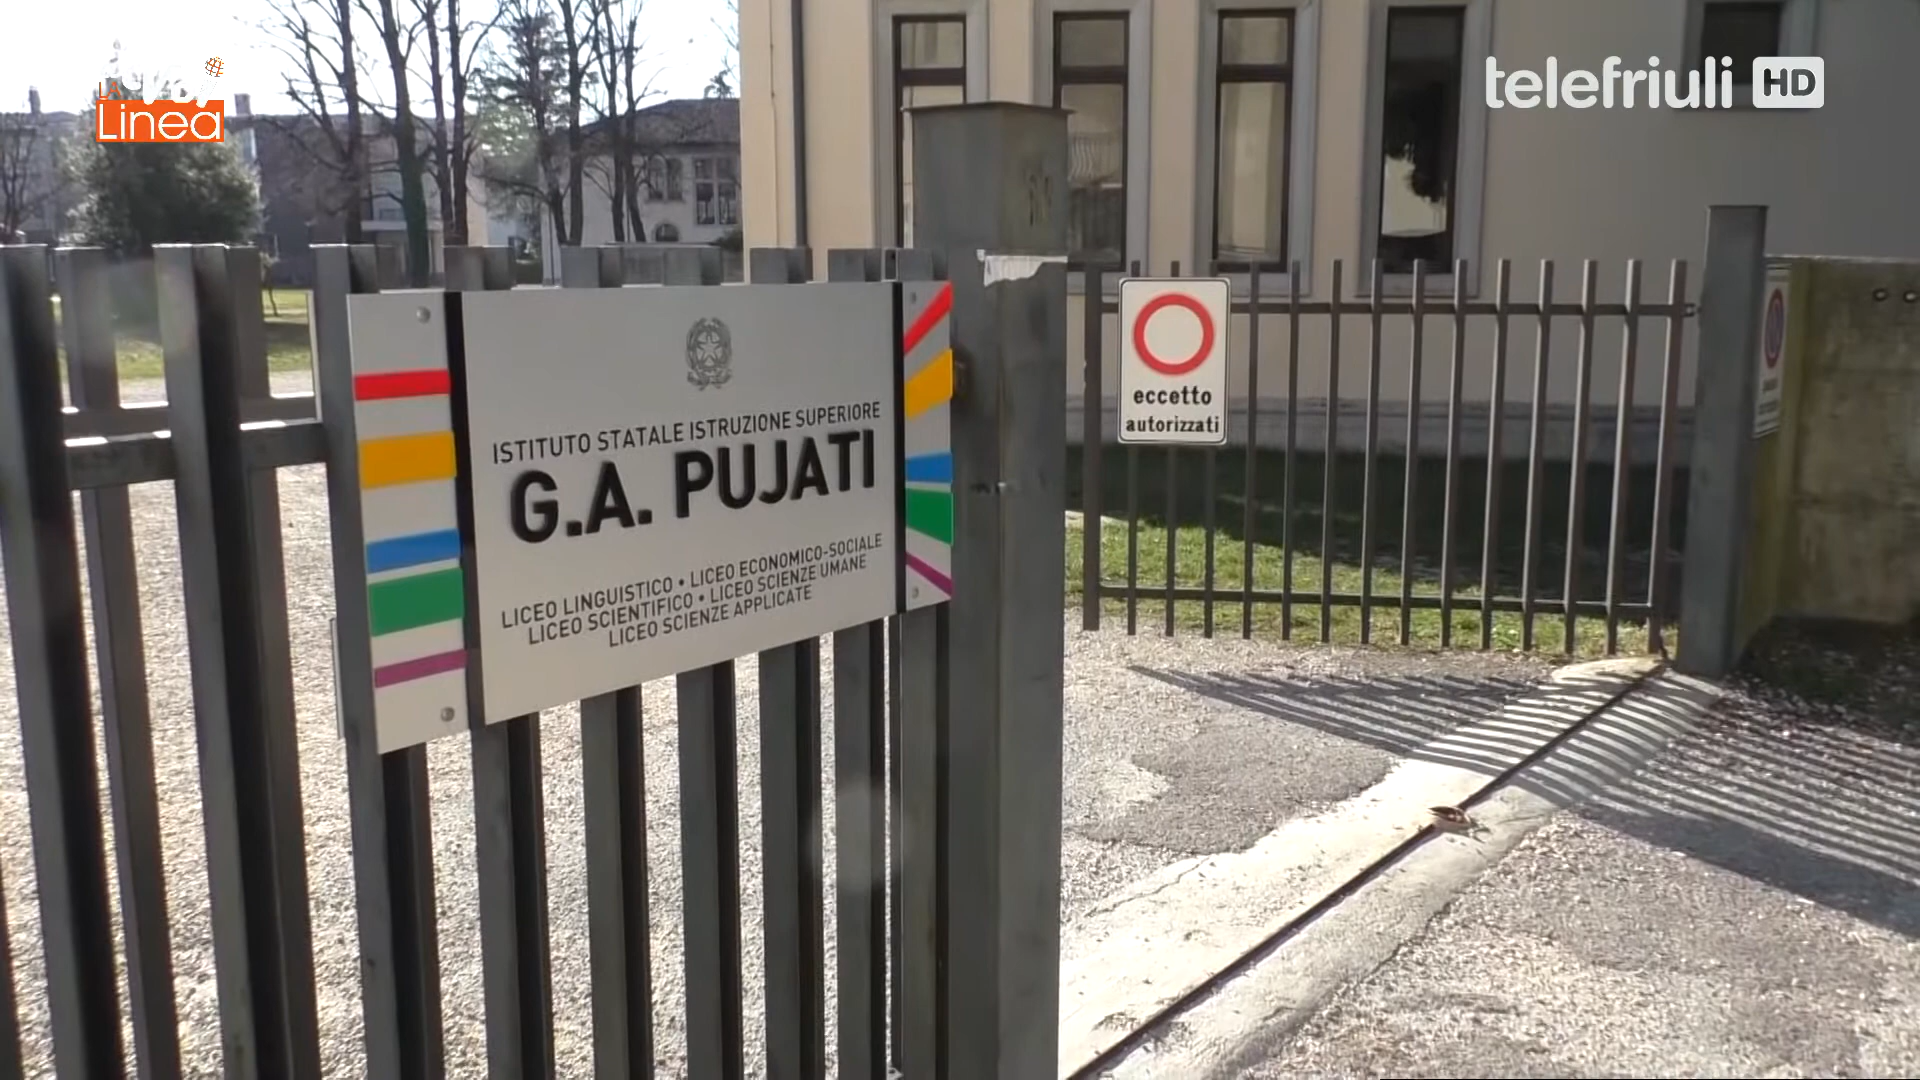 LA
Linea
telefriuli HD
eccetto
autorizzati
ISTITUTO STATALE ISTRUZIONE SUPERIORE
G.A. PUJATI
LICEO LINGUISTICO • LICEO ECONOMICO-SOCIALE
LICEO SCIENTIFICO • LICEO SCIENZE UMANE
LICEO SCIENZE APPLICATE